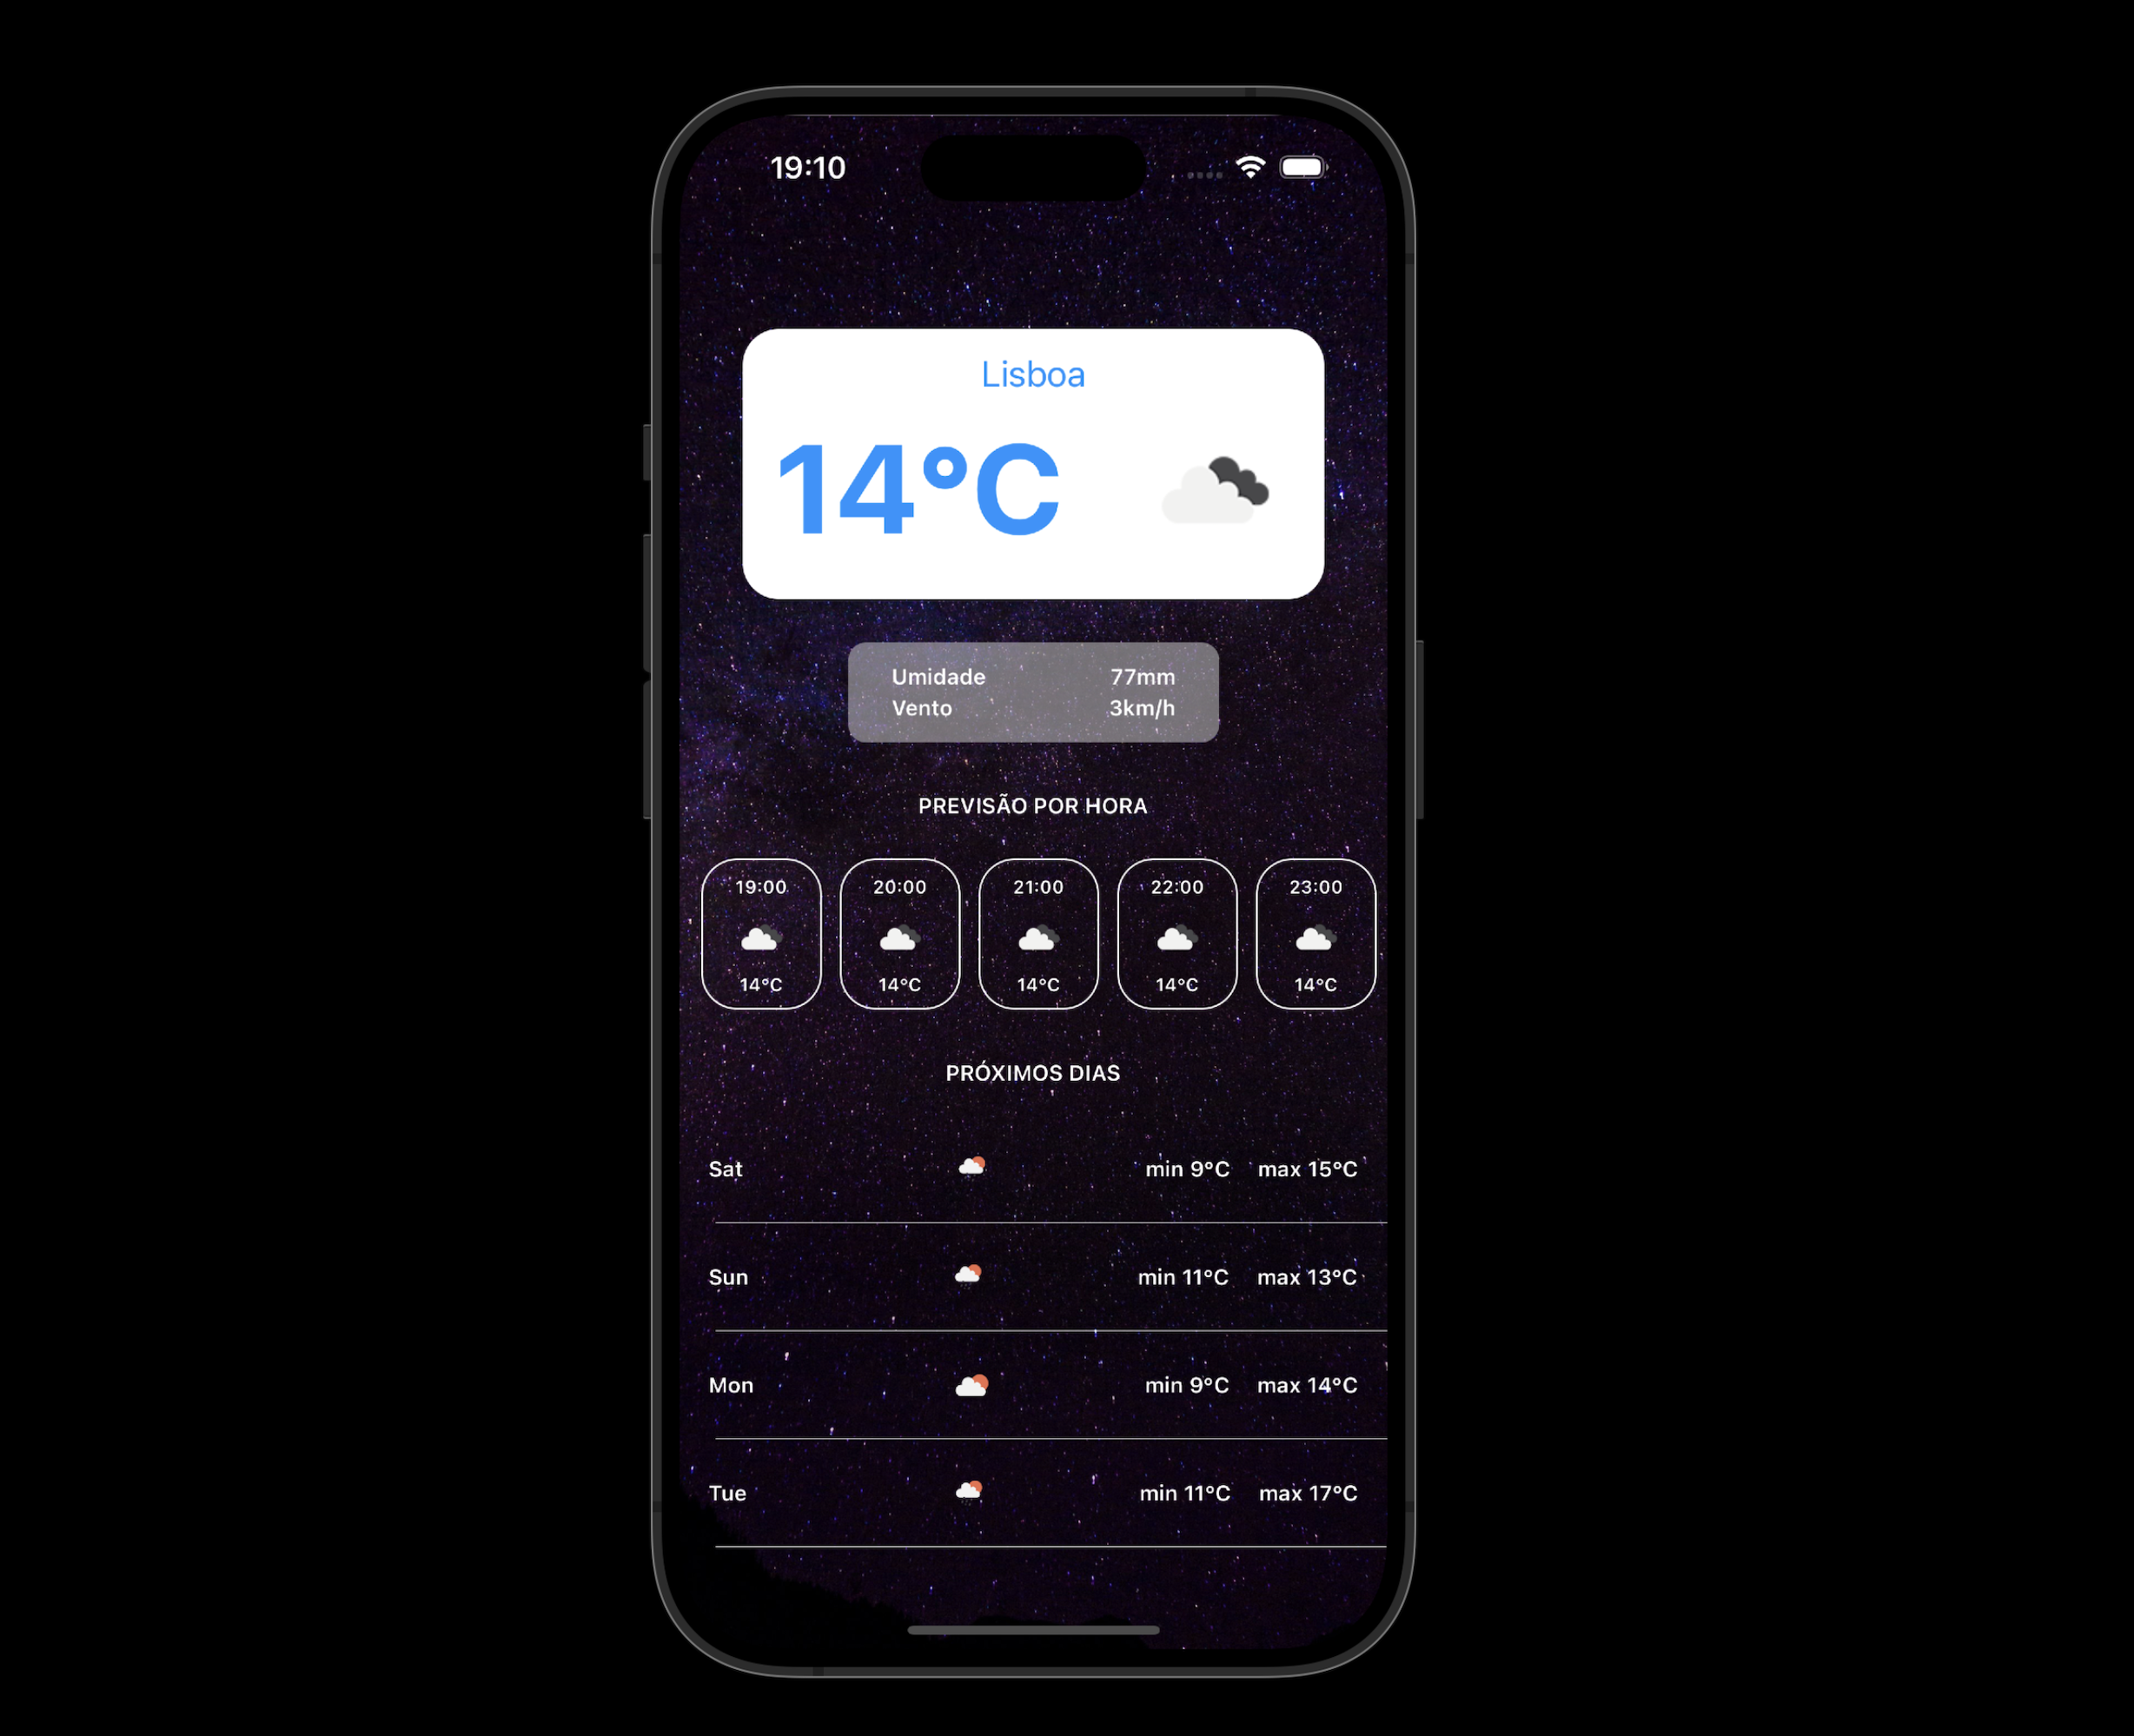 19:10
Lisboa
14°C
Umidade 77mm
Vento 3km/h
PREVISÃO POR HORA
19:00 20:00 21:00 22:00 23:00
14°C 14°C 14°C 14°C 14°C
PRÓXIMOS DIAS
Sat min 9°C max 15°C
Sun min 11°C max 13°C
Mon min 9°C max 14°C
Tue min 11°C max 17°C